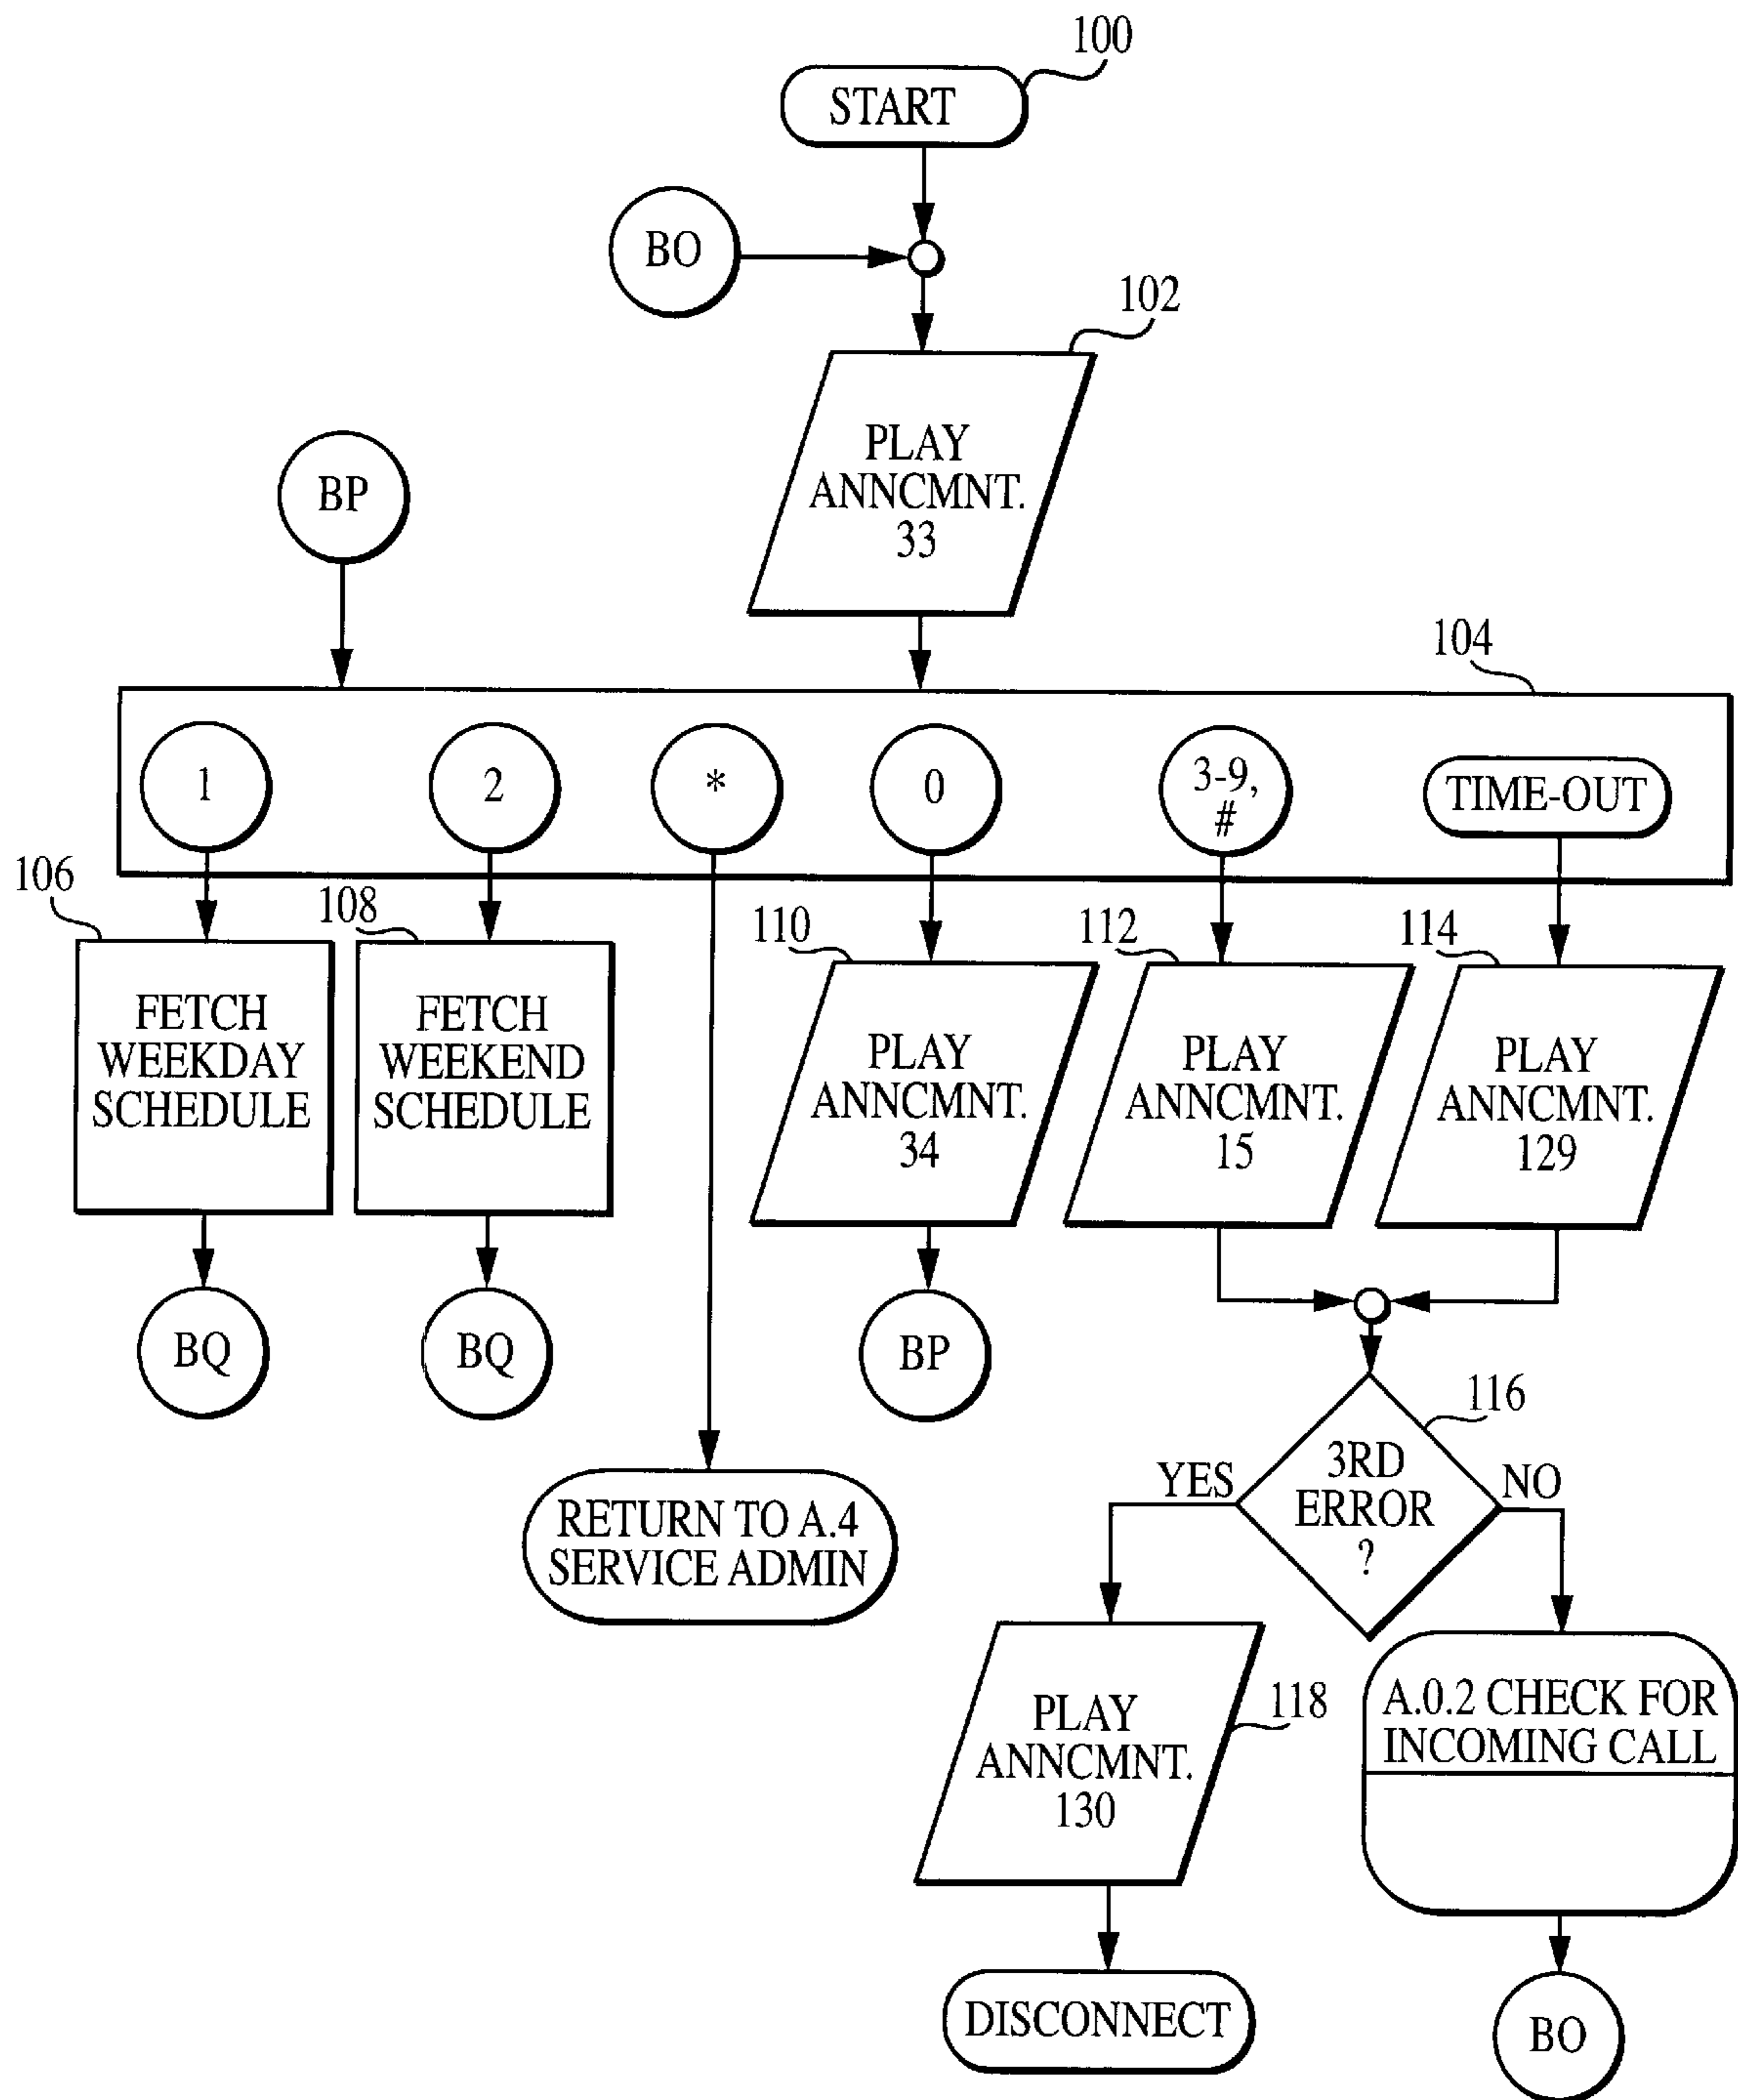 100
START
BO
102
PLAY
ANNCMNT.
33
BP
104
1
2
*
0
3-9,
#
TIME-OUT
106
FETCH
WEEKDAY
SCHEDULE
108
FETCH
WEEKEND
SCHEDULE
110
PLAY
ANNCMNT.
34
112
PLAY
ANNCMNT.
15
114
PLAY
ANNCMNT.
129
BQ
BQ
BP
116
3RD
ERROR
?
YES
NO
RETURN TO A.4
SERVICE ADMIN
118
PLAY
ANNCMNT.
130
A.0.2 CHECK FOR
INCOMING CALL
DISCONNECT
BO